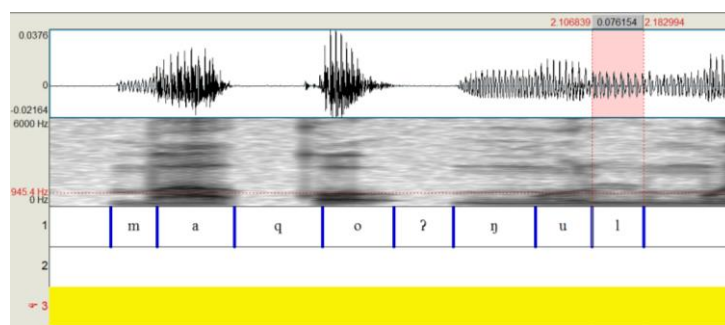 2.106839 0.076154 2.182994
0.0376
0
-0.02164
6000 Hz
945.4 Hz
0 Hz
1 m a q o ʔ ŋ u l
2
3